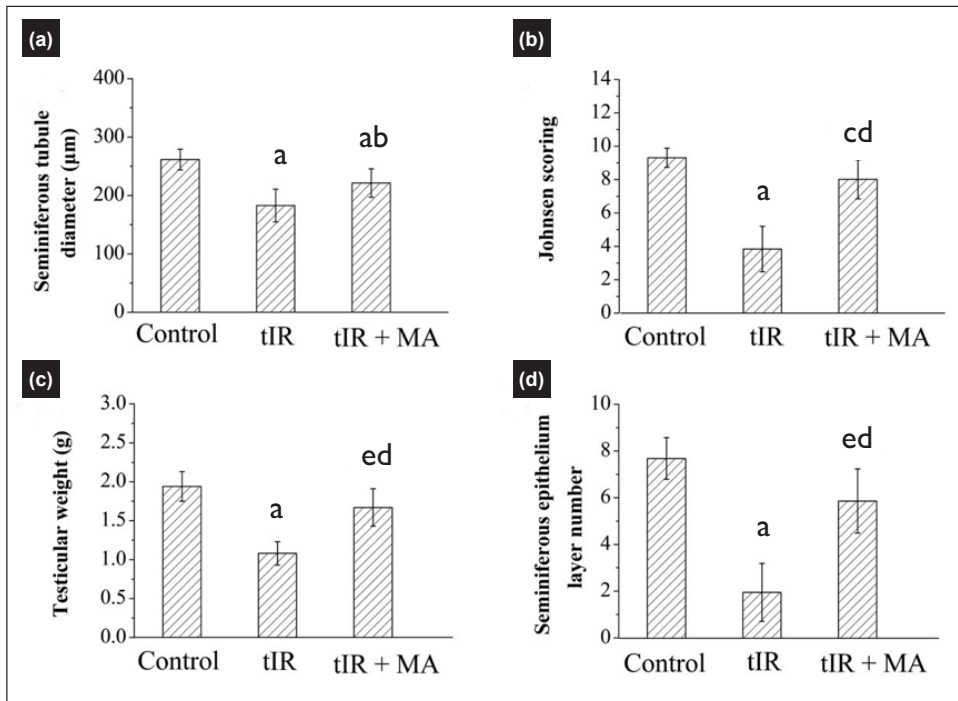 (a)
Seminiferous tubule
diameter (μm)
400
300
200
100
0
a
ab
Control tIR tIR + MA
(b)
Johnsen scoring
14
12
10
8
6
4
2
0
a
cd
Control tIR tIR + MA
(c)
Testicular weight (g)
3.0
2.5
2.0
1.5
1.0
0.5
0.0
a
ed
Control tIR tIR + MA
(d)
Seminiferous epithelium
layer number
10
8
6
4
2
0
a
ed
Control tIR tIR + MA